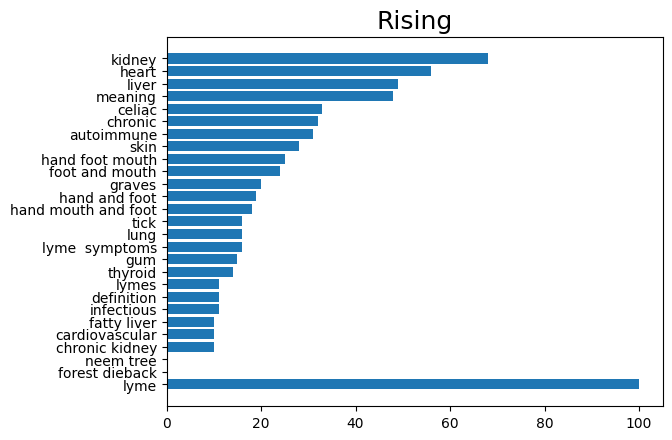 Rising
kidney
heart
liver
meaning
celiac
chronic
autoimmune
skin
hand foot mouth
foot and mouth
graves
hand and foot
hand mouth and foot
tick
lung
lyme  symptoms
gum
thyroid
lymes
definition
infectious
fatty liver
cardiovascular
chronic kidney
neem tree
forest dieback
lyme
0 20 40 60 80 100